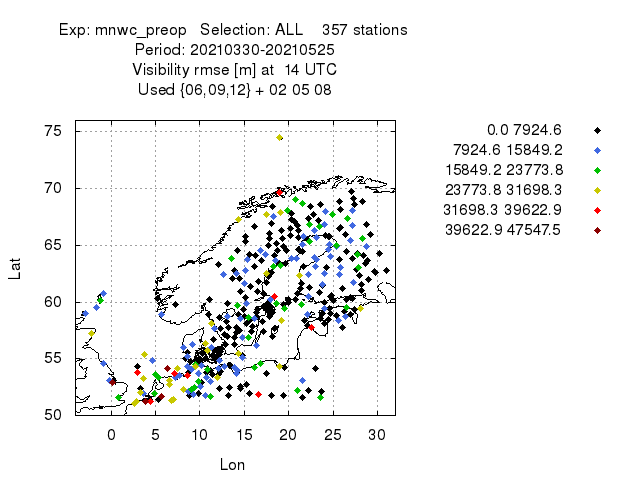 Exp: mnwc_preop   Selection: ALL    357 stations
Period: 20210330-20210525
Visibility rmse [m] at  14 UTC
Used {06,09,12} + 02 05 08
0.0 7924.6
7924.6 15849.2
15849.2 23773.8
23773.8 31698.3
31698.3 39622.9
39622.9 47547.5
75
70
65
60
55
50
Lat
0 5 10 15 20 25 30
Lon